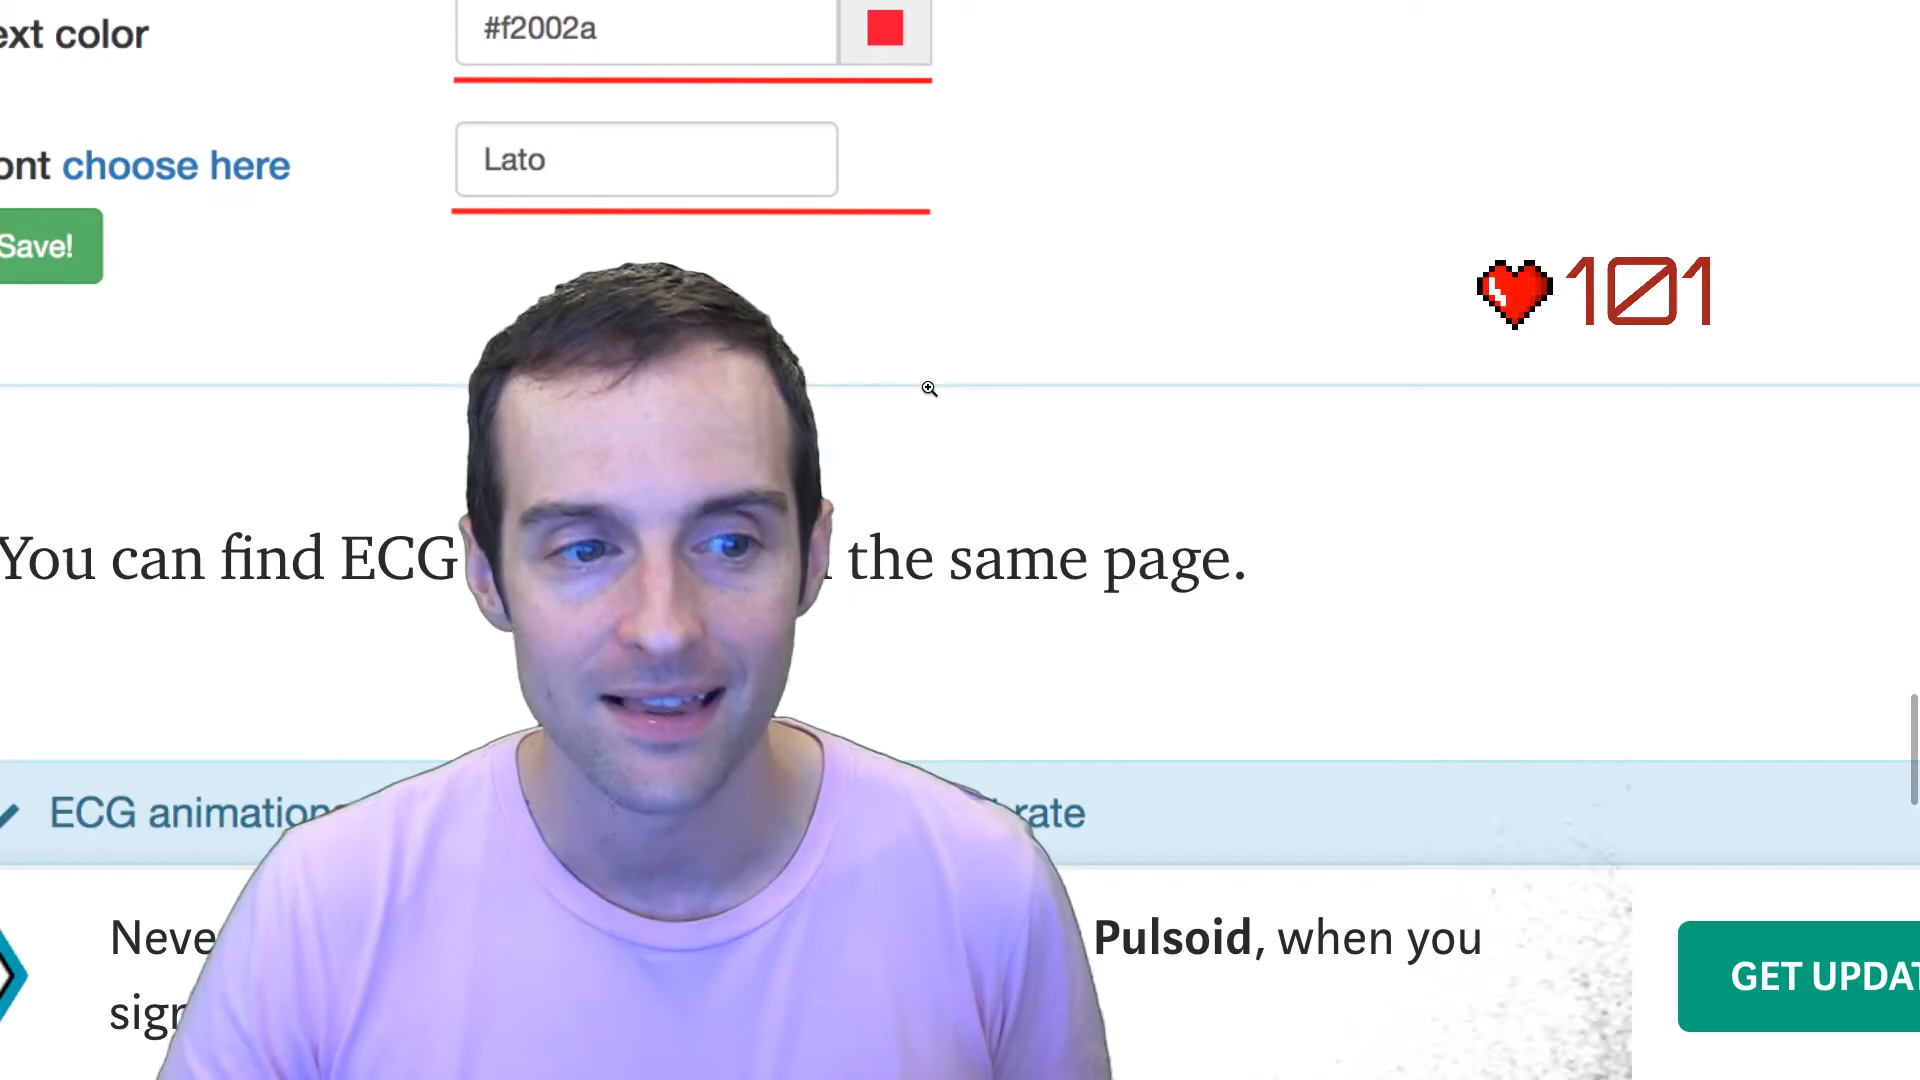 ext color
#f2002a
ont choose here
Lato
Save!
101
You can find ECG the same page.
ECG animation rate
Neve Pulsoid, when you
sign
GET UPDAT